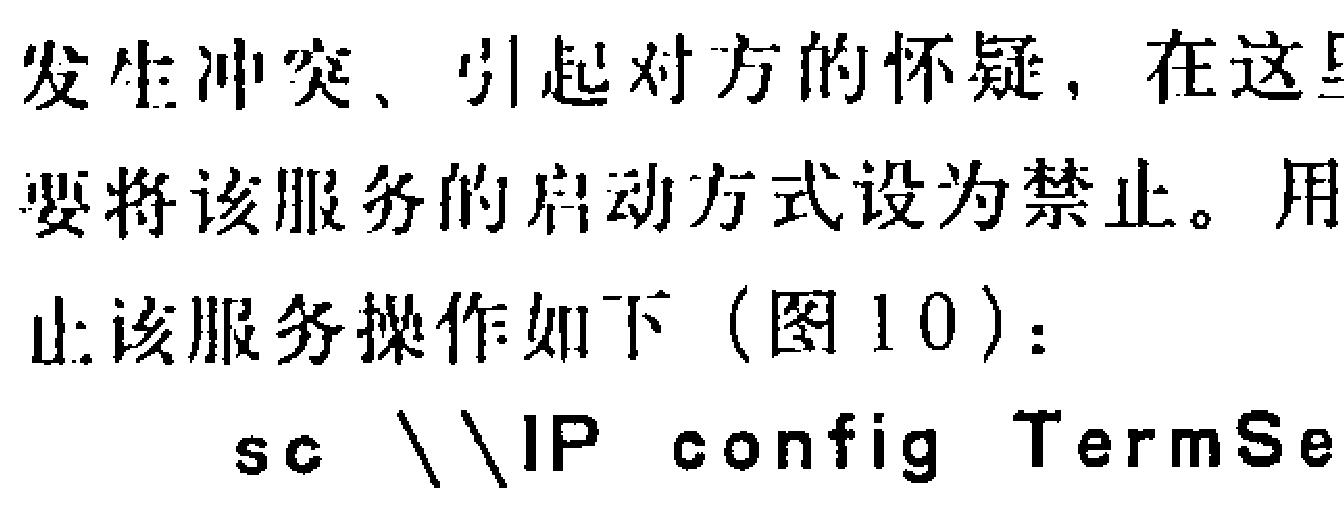 发生冲突、引起对方的怀疑，在这
要将该服务的启动方式设为禁止。用
止该服务操作如下（图10）：
sc \\IP config TermSe